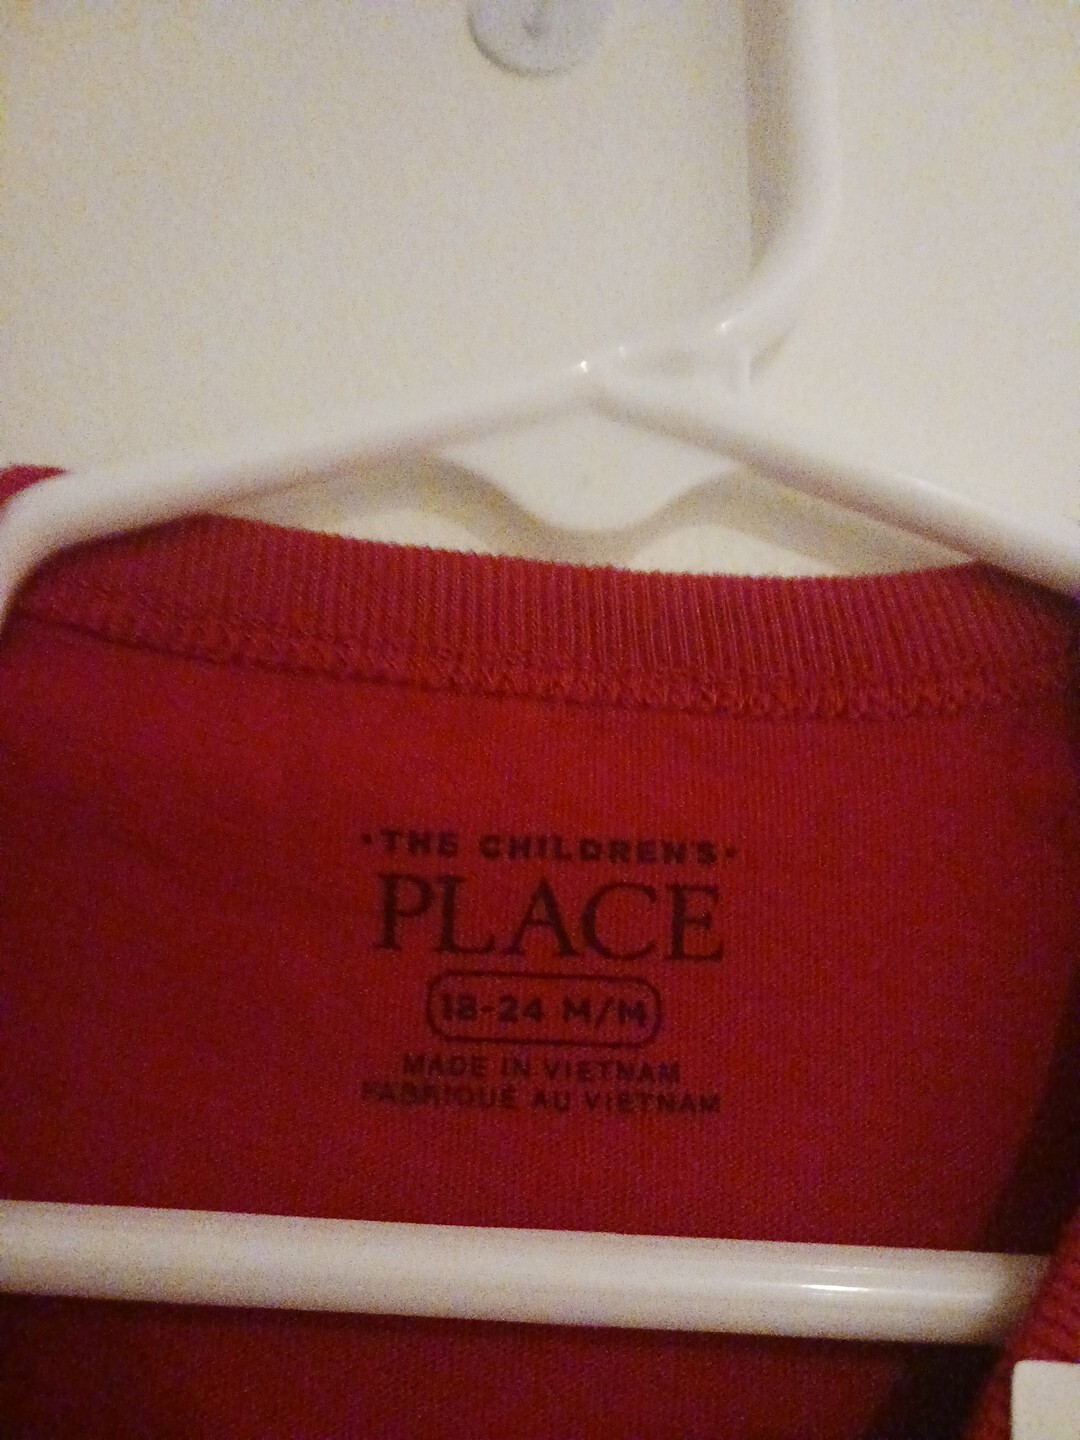 ·THE CHILDREN'S·
PLACE
18-24 M/M
MADE IN VIETNAM
FABRIQUÉ AU VIETNAM